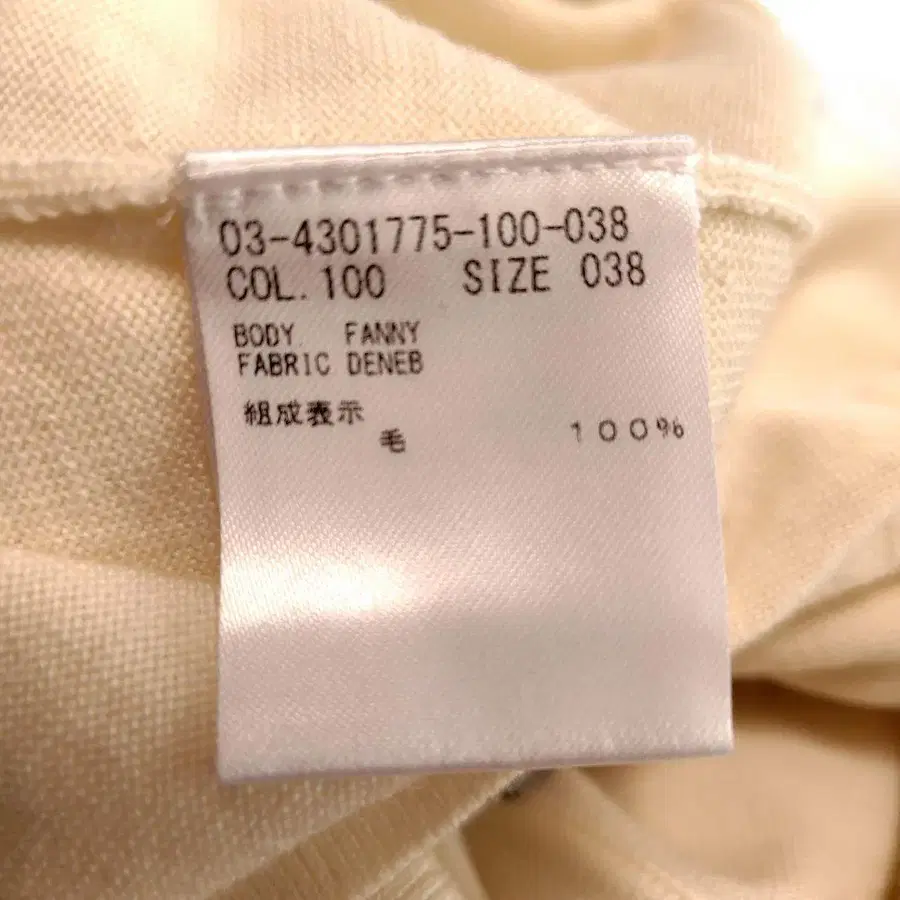 03-4301775-100-038
COL.100 SIZE 038
BODY. FANNY
FABRIC DENEB
組成表示
毛 100%